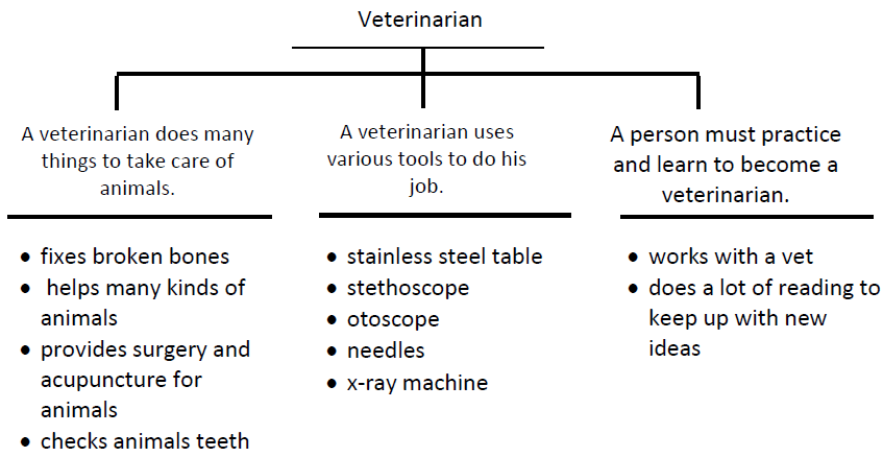 Veterinarian
A veterinarian does many
things to take care of
animals.
• fixes broken bones
• helps many kinds of
animals
• provides surgery and
acupuncture for
animals
• checks animals teeth
A veterinarian uses
various tools to do his
job.
• stainless steel table
• stethoscope
• otoscope
• needles
• x-ray machine
A person must practice
and learn to become a
veterinarian.
• works with a vet
• does a lot of reading to
keep up with new
ideas